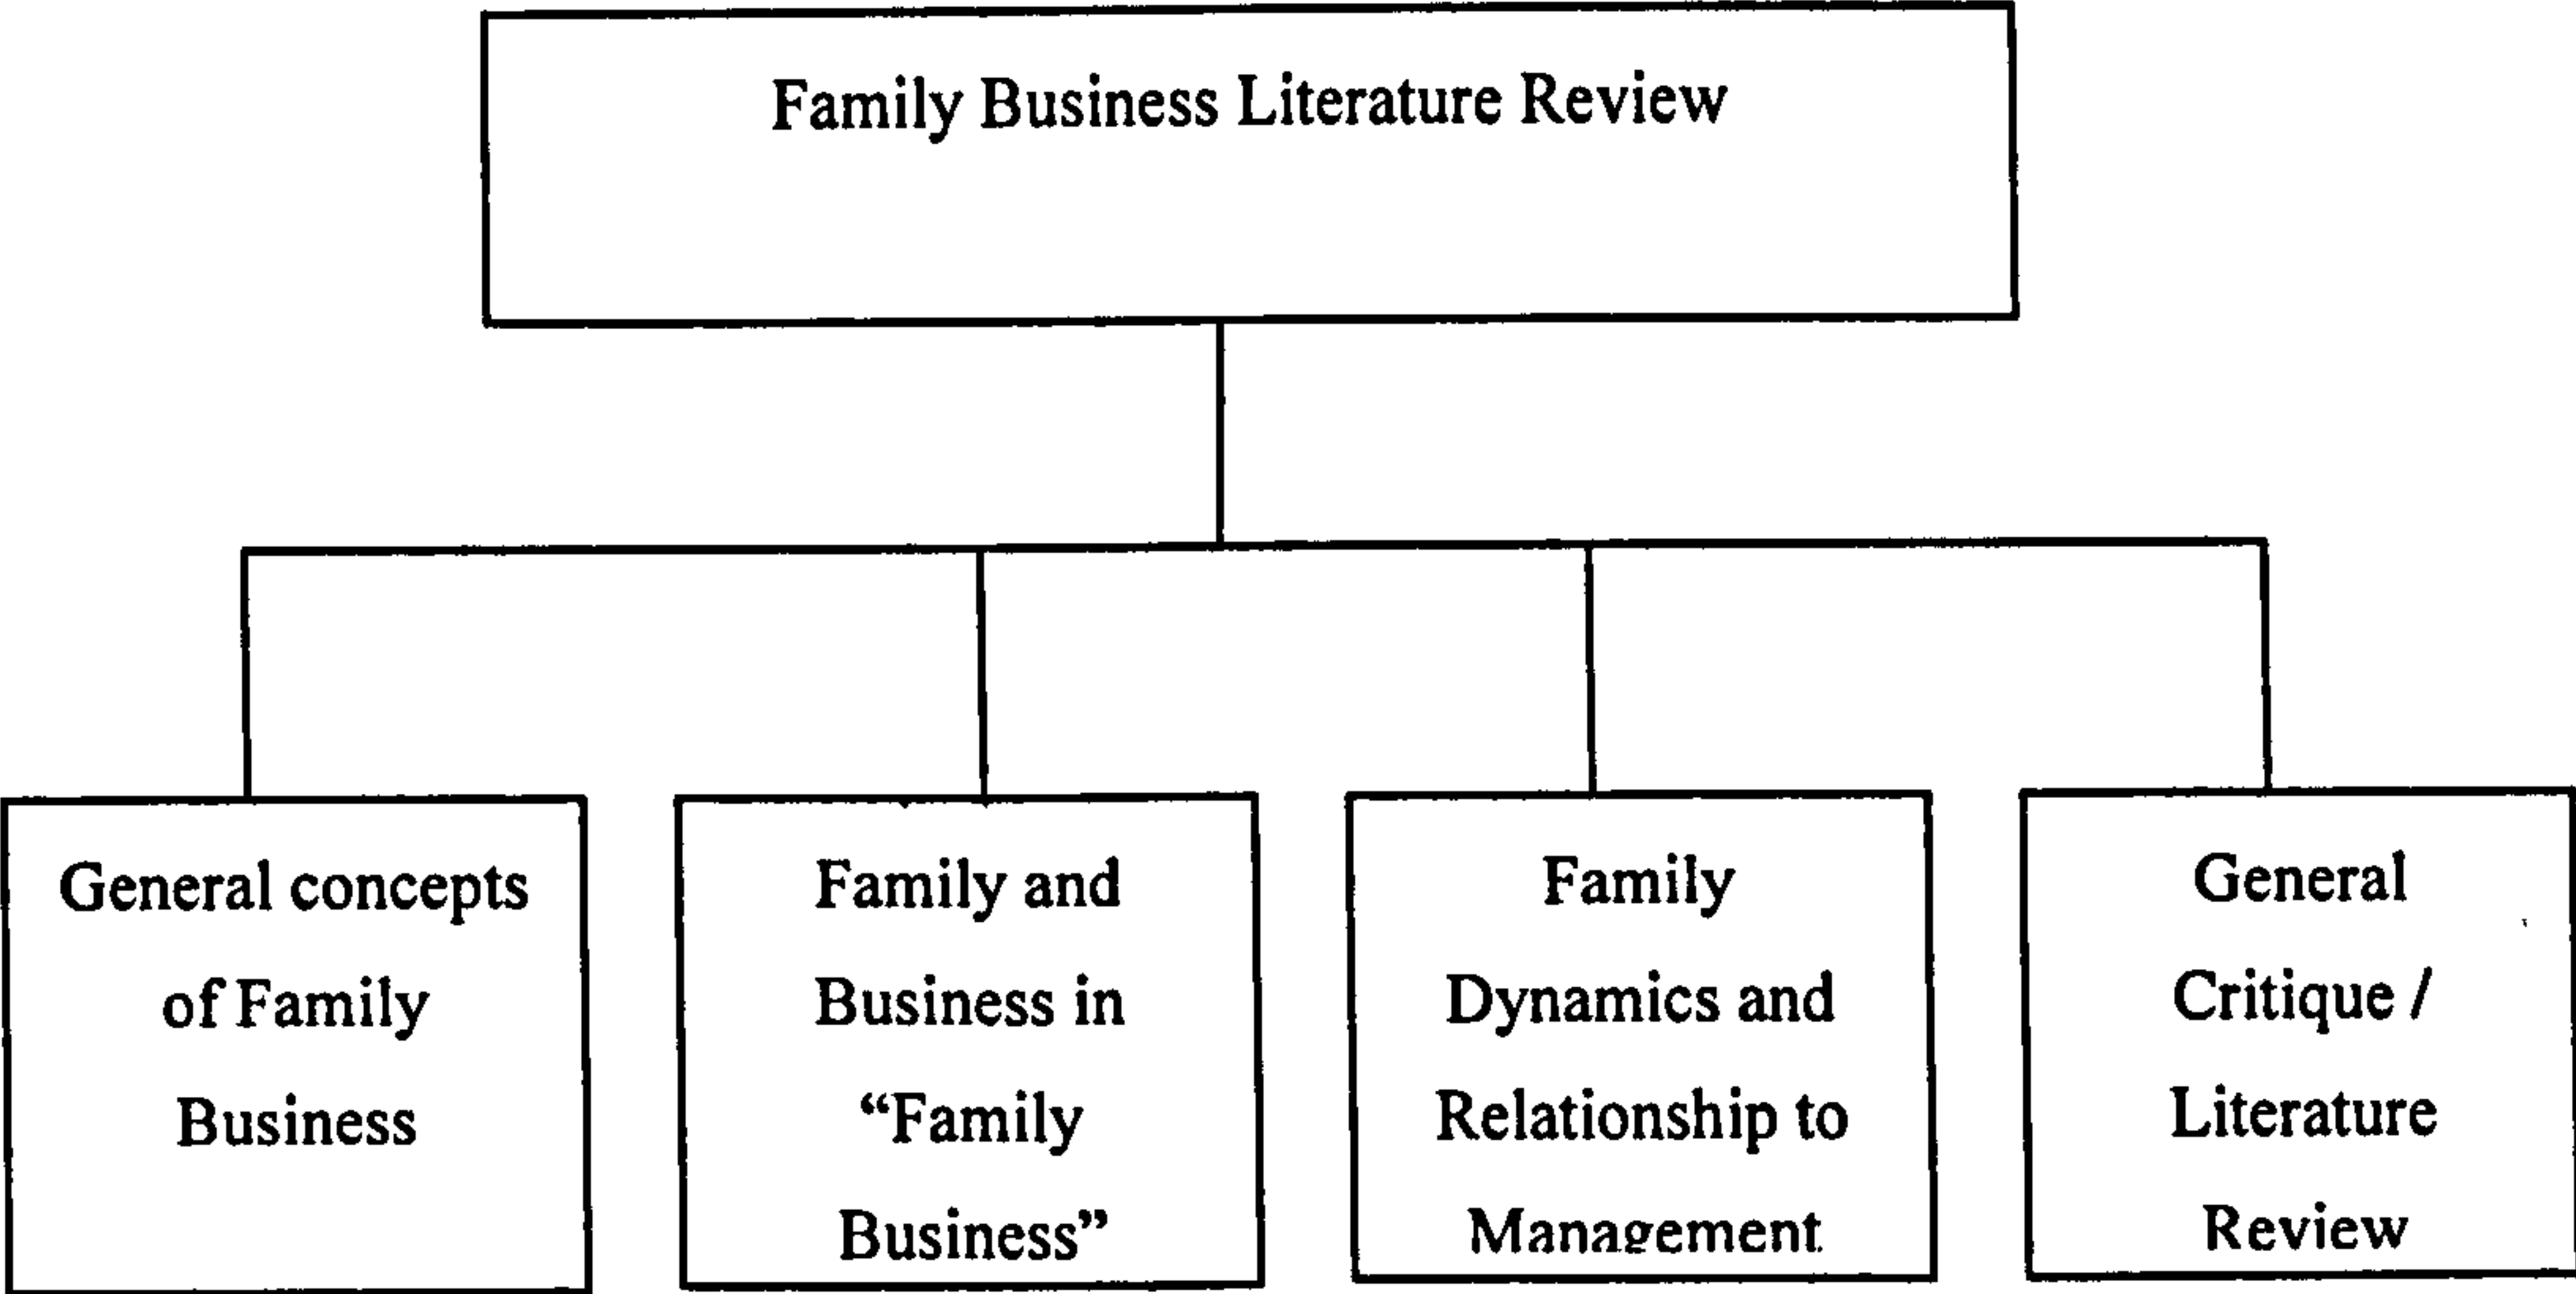 Family Business Literature Review
General concepts
of Family
Business
Family and
Business in
“Family
Business”
Family
Dynamics and
Relationship to
Management
General
Critique /
Literature
Review